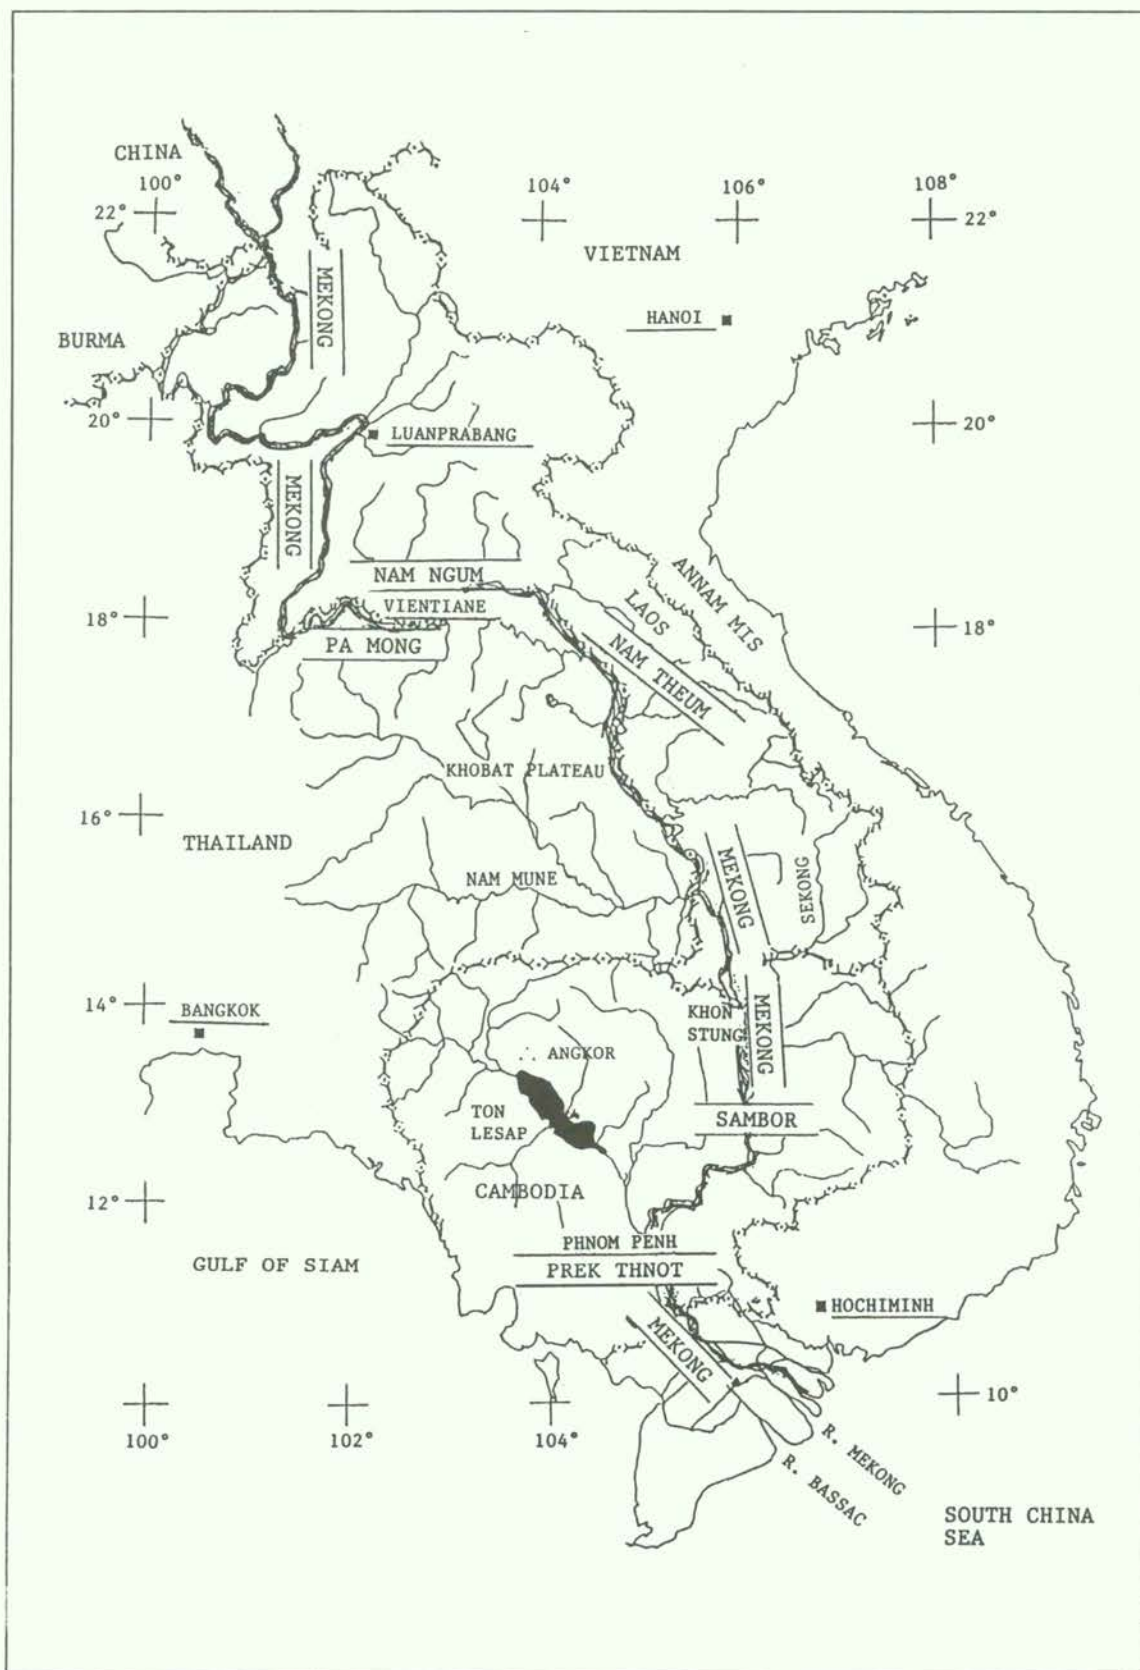 CHINA
100°
104°
106°
108°
22°
22°
VIETNAM
MEKONG
HANOI
BURMA
20°
20°
LUANPRABANG
MEKONG
NAM NGUM
VIENTIANE
PA MONG
ANNAM MIS
LAOS
NAM THEUM
18°
18°
KHOBAT PLATEAU
16°
THAILAND
NAM MUNE
MEKONG
SEKONG
14°
BANGKOK
KHON
STUNG
MEKONG
ANGKOR
TON
LESAP
SAMBOR
CAMBODIA
12°
PHNOM PENH
PREK THNOT
GULF OF SIAM
HOCHIMINH
MEKONG
10°
100°
102°
104°
R. MEKONG
R. BASSAC
SOUTH CHINA
SEA